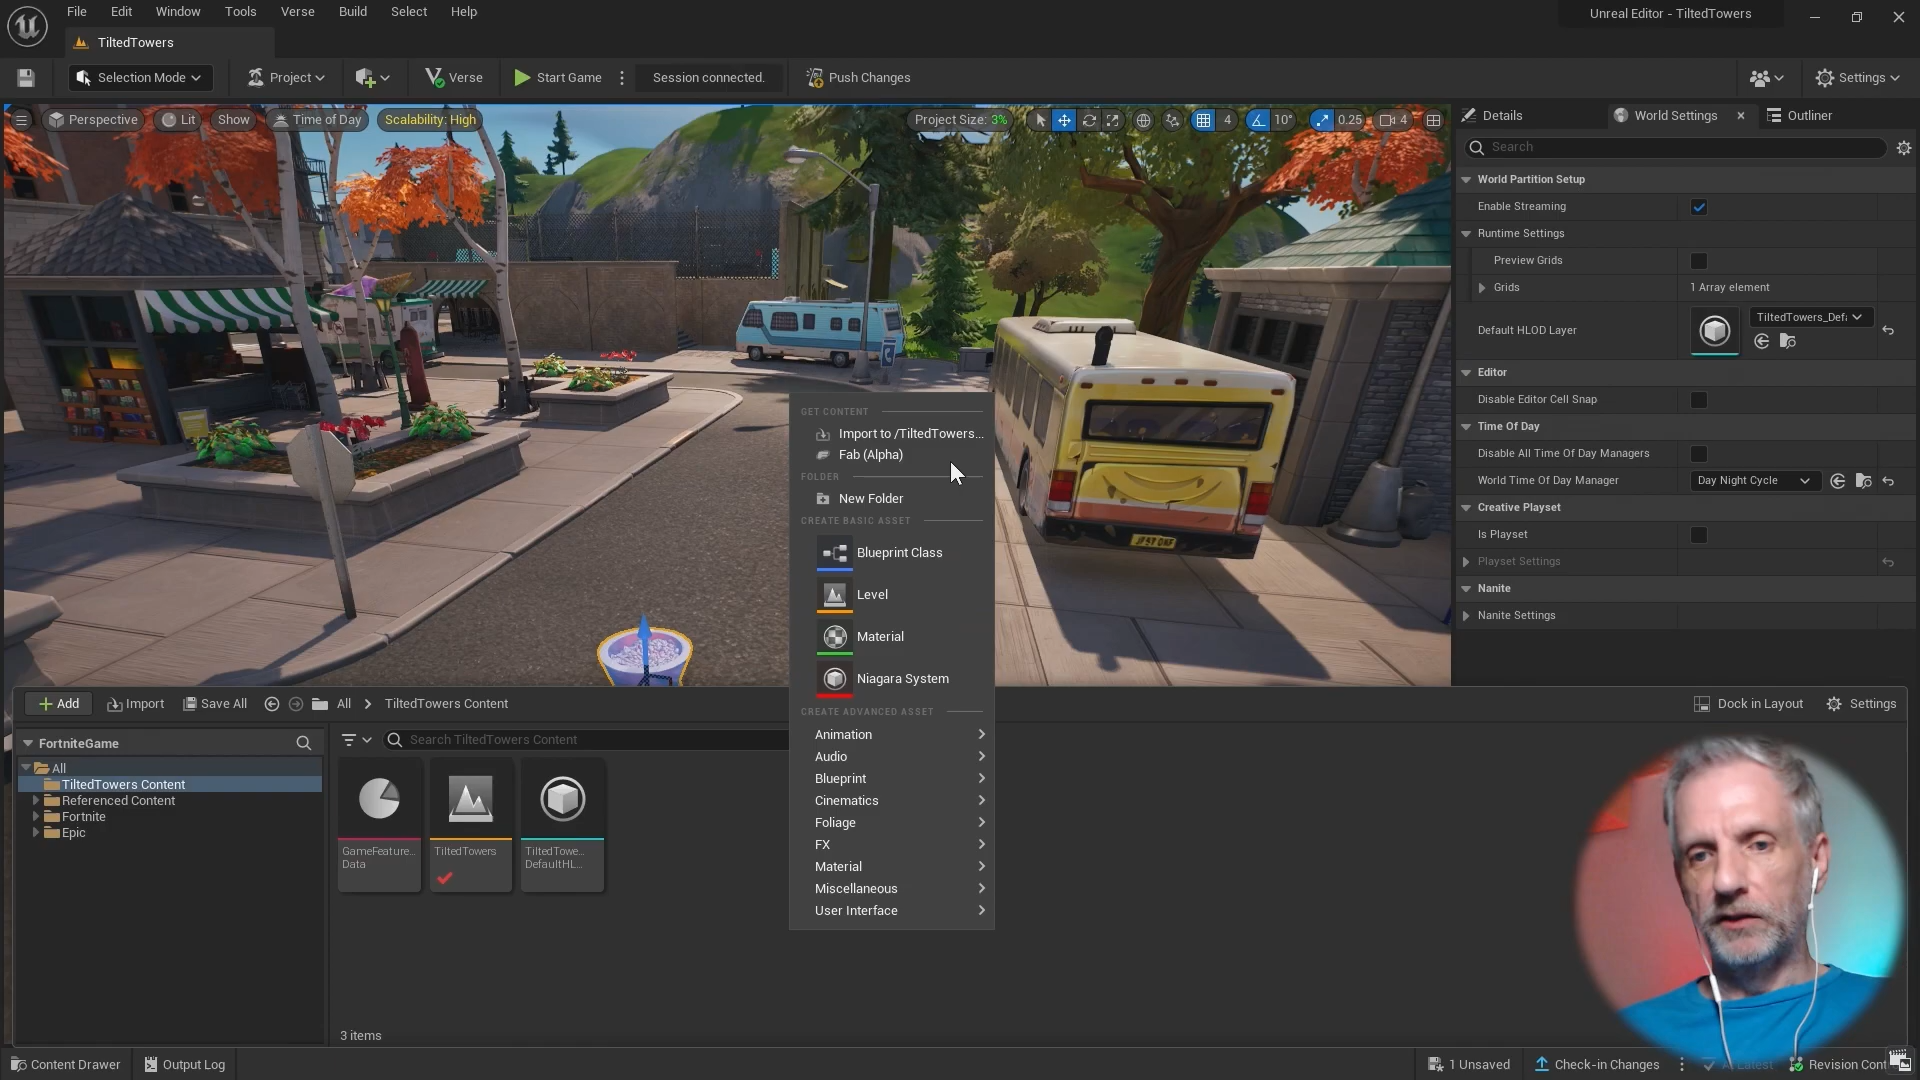 File Edit Window Tools Verse Build Select Help
Unreal Editor - TiltedTowers
TiltedTowers
Selection Mode
Project
Verse
Start Game
Session connected.
Push Changes
Settings
Perspective
Lit
Show
Time of Day
Scalability: High
Project Size: 3%
4
10°
0.25
4
Details
World Settings
Outliner
Search
World Partition Setup
Enable Streaming
Runtime Settings
Preview Grids
Grids
1 Array element
Default HLOD Layer
TiltedTowers_Defa
Editor
Disable Editor Cell Snap
Time Of Day
Disable All Time Of Day Managers
World Time Of Day Manager
Day Night Cycle
Creative Playset
Is Playset
Playset Settings
Nanite
Nanite Settings
GET CONTENT
Import to /TiltedTowers...
Fab (Alpha)
FOLDER
New Folder
CREATE BASIC ASSET
Blueprint Class
Level
Material
Niagara System
CREATE ADVANCED ASSET
Animation
Audio
Blueprint
Cinematics
Foliage
FX
Material
Miscellaneous
User Interface
Add
Import
Save All
All
TiltedTowers Content
Dock in Layout
Settings
FortniteGame
All
TiltedTowers Content
Referenced Content
Fortnite
Epic
Search TiltedTowers Content
GameFeature...
Data
TiltedTowers
TiltedTowe...
DefaultHL...
3 items
Content Drawer
Output Log
1 Unsaved
Check-in Changes
Latest
Revision Cont